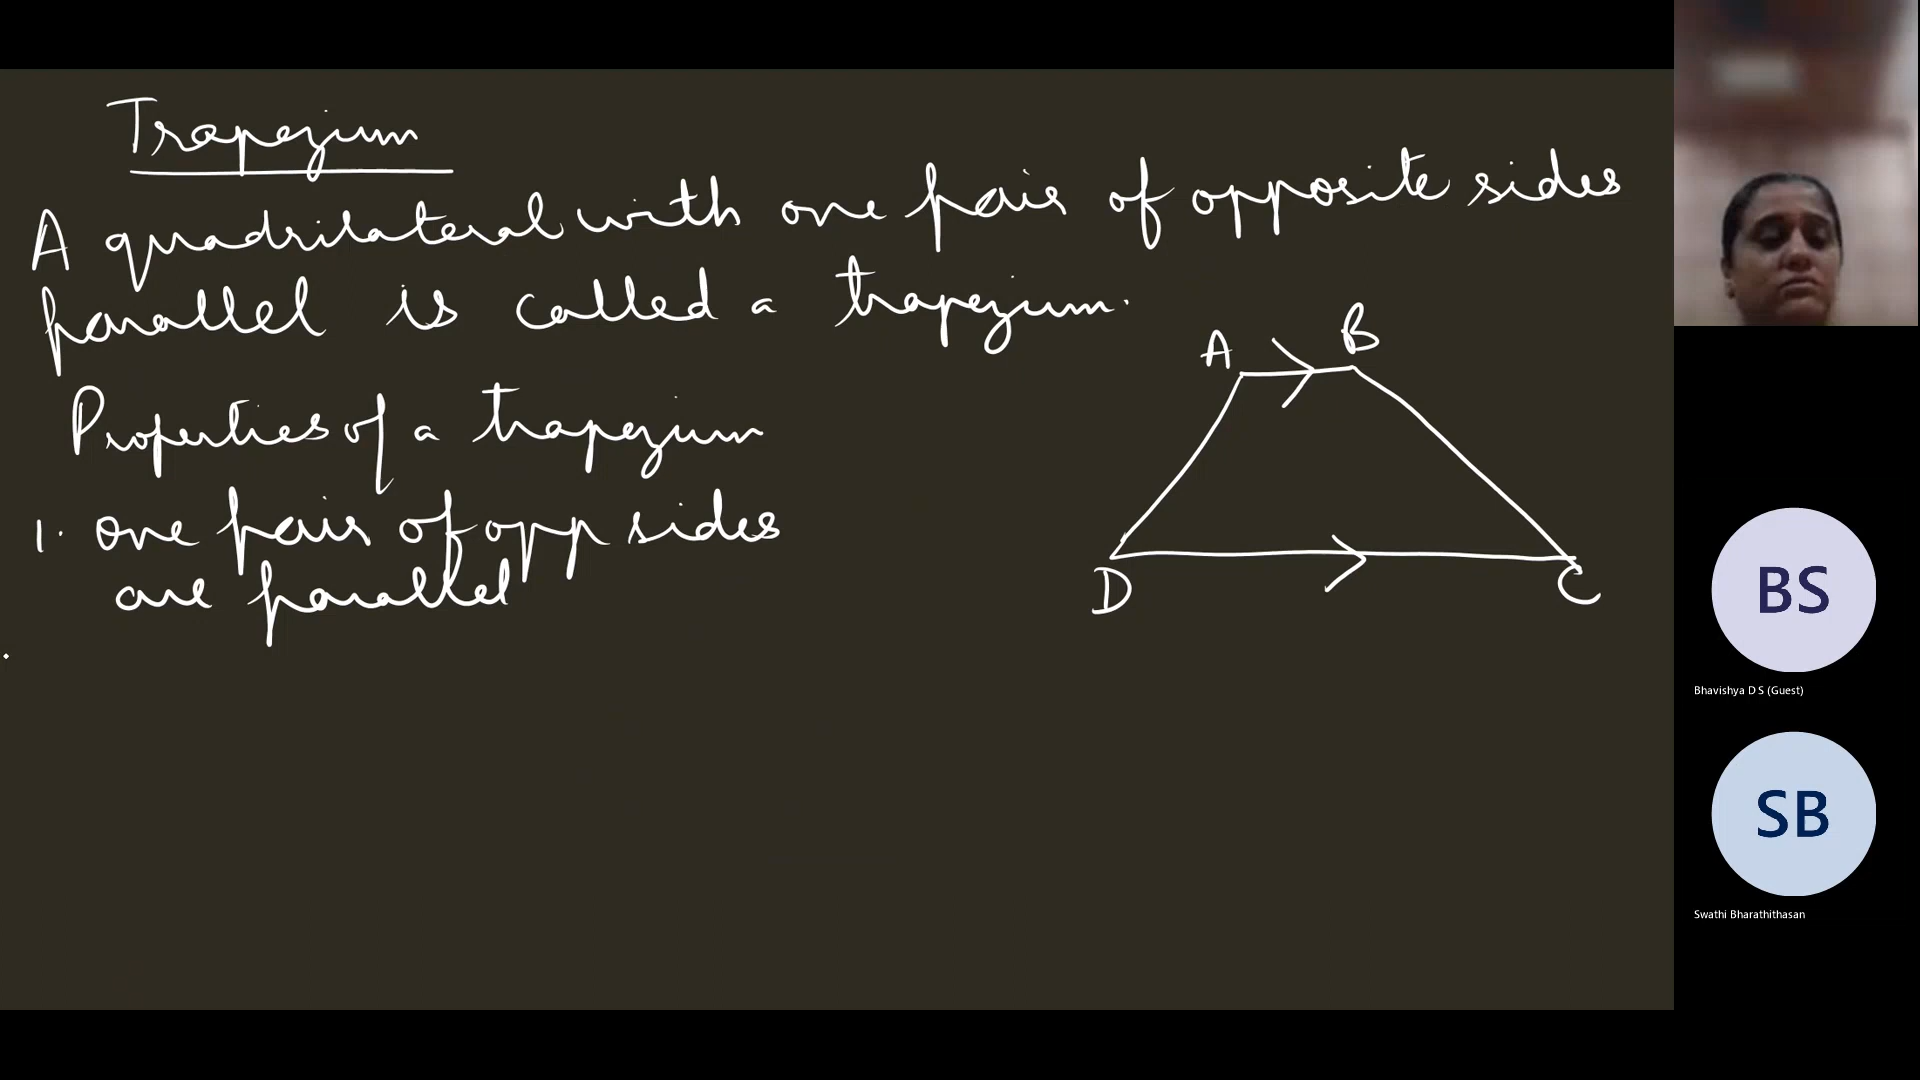 Trapezium
A quadrilateral with one pair of opposite sides
parallel is called a trapezium.
A B
Properties of a trapezium
1. one pair of opp sides
are parallel
D C
BS
Bhavishya D S (Guest)
SB
Swathi Bharathithasan